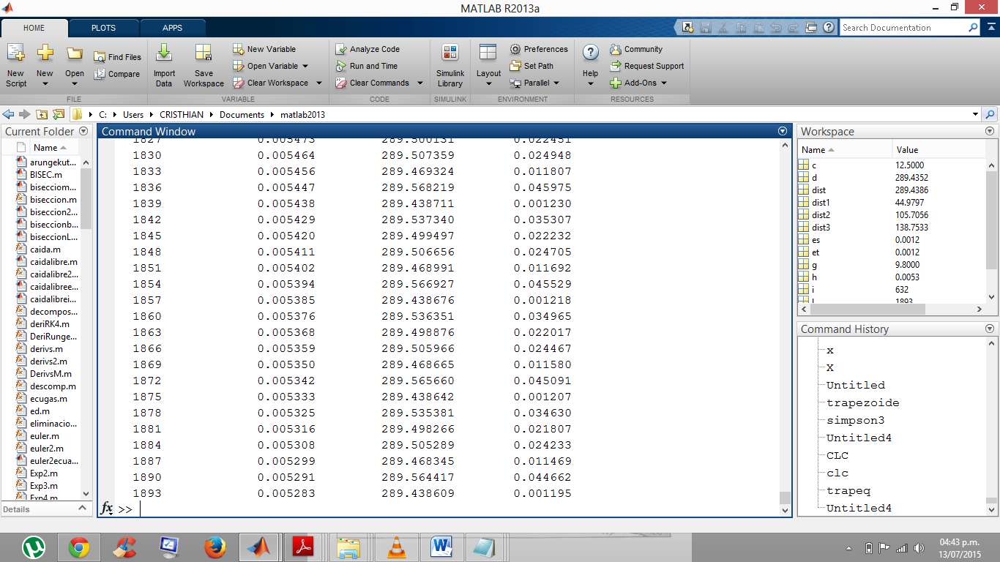 MATLAB R2013a
HOME PLOTS APPS Search Documentation
New Script New Open Find Files Compare Import Data Save Workspace New Variable Open Variable Clear Workspace Analyze Code Run and Time Clear Commands Simulink Library Layout Preferences Set Path Parallel Help Community Request Support Add-Ons
FILE VARIABLE CODE SIMULINK ENVIRONMENT RESOURCES
C: Users CRISTHIAN Documents matlab2013
Current Folder
Name
arungekut...
BISEC.m
bisecciom...
biseccion.m
biseccion2...
biseccionb...
biseccionL...
caida.m
caidalibre.m
caidalibre2...
caidalibree...
caidalibrei...
decompos...
deriRK4.m
DeriRunge...
derivs.m
derivs2.m
DerivsM.m
descomp.m
ecugas.m
ed.m
eliminacio...
euler.m
euler2.m
euler2ecua...
Exp2.m
Exp3.m
Exp4.m
Details
Command Window
1827 0.005473 289.500131 0.022451
1830 0.005464 289.507359 0.024948
1833 0.005456 289.469324 0.011807
1836 0.005447 289.568219 0.045975
1839 0.005438 289.438711 0.001230
1842 0.005429 289.537340 0.035307
1845 0.005420 289.499497 0.022232
1848 0.005411 289.506656 0.024705
1851 0.005402 289.468991 0.011692
1854 0.005394 289.566927 0.045529
1857 0.005385 289.438676 0.001218
1860 0.005376 289.536351 0.034965
1863 0.005368 289.498876 0.022017
1866 0.005359 289.505966 0.024467
1869 0.005350 289.468665 0.011580
1872 0.005342 289.565660 0.045091
1875 0.005333 289.438642 0.001207
1878 0.005325 289.535381 0.034630
1881 0.005316 289.498266 0.021807
1884 0.005308 289.505289 0.024233
1887 0.005299 289.468345 0.011469
1890 0.005291 289.564417 0.044662
1893 0.005283 289.438609 0.001195
fx >>
Workspace
Name Value
c 12.5000
d 289.4352
dist 289.4386
dist1 44.9797
dist2 105.7056
dist3 138.7533
es 0.0012
et 0.0012
g 9.8000
h 0.0053
i 632
1893
Command History
x
X
Untitled
trapezoide
simpson3
Untitled4
CLC
clc
trapeq
Untitled4
04:43 p.m.
13/07/2015